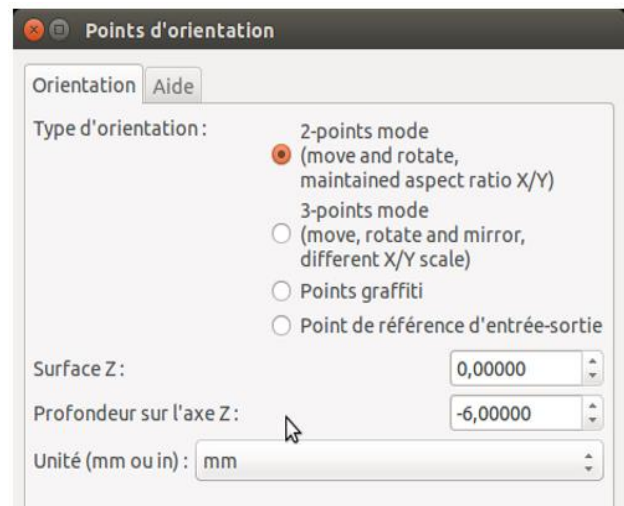 Points d'orientation
Orientation Aide
Type d'orientation :
2-points mode
(move and rotate,
maintained aspect ratio X/Y)
3-points mode
(move, rotate and mirror,
different X/Y scale)
Points graffiti
Point de référence d'entrée-sortie
Surface Z : 0,00000
Profondeur sur l'axe Z : -6,00000
Unité (mm ou in) : mm